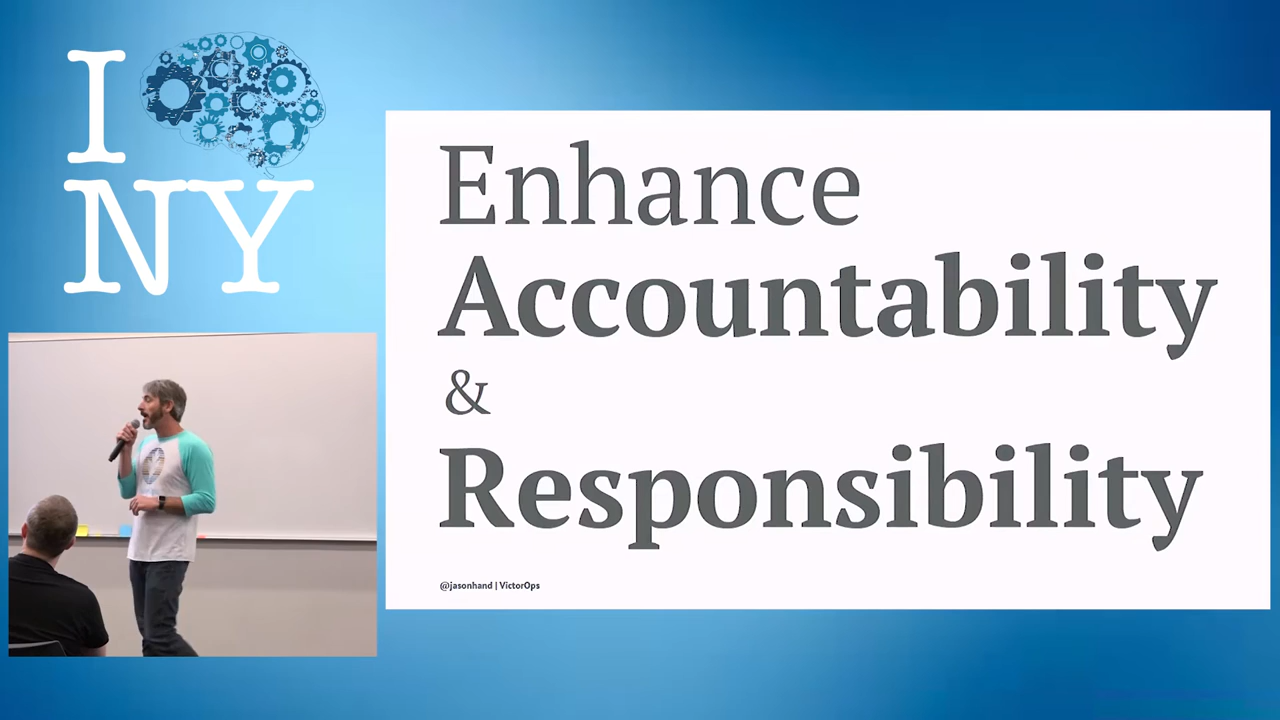 I
NY
Enhance
Accountability
&
Responsibility
@jasonhand | VictorOps